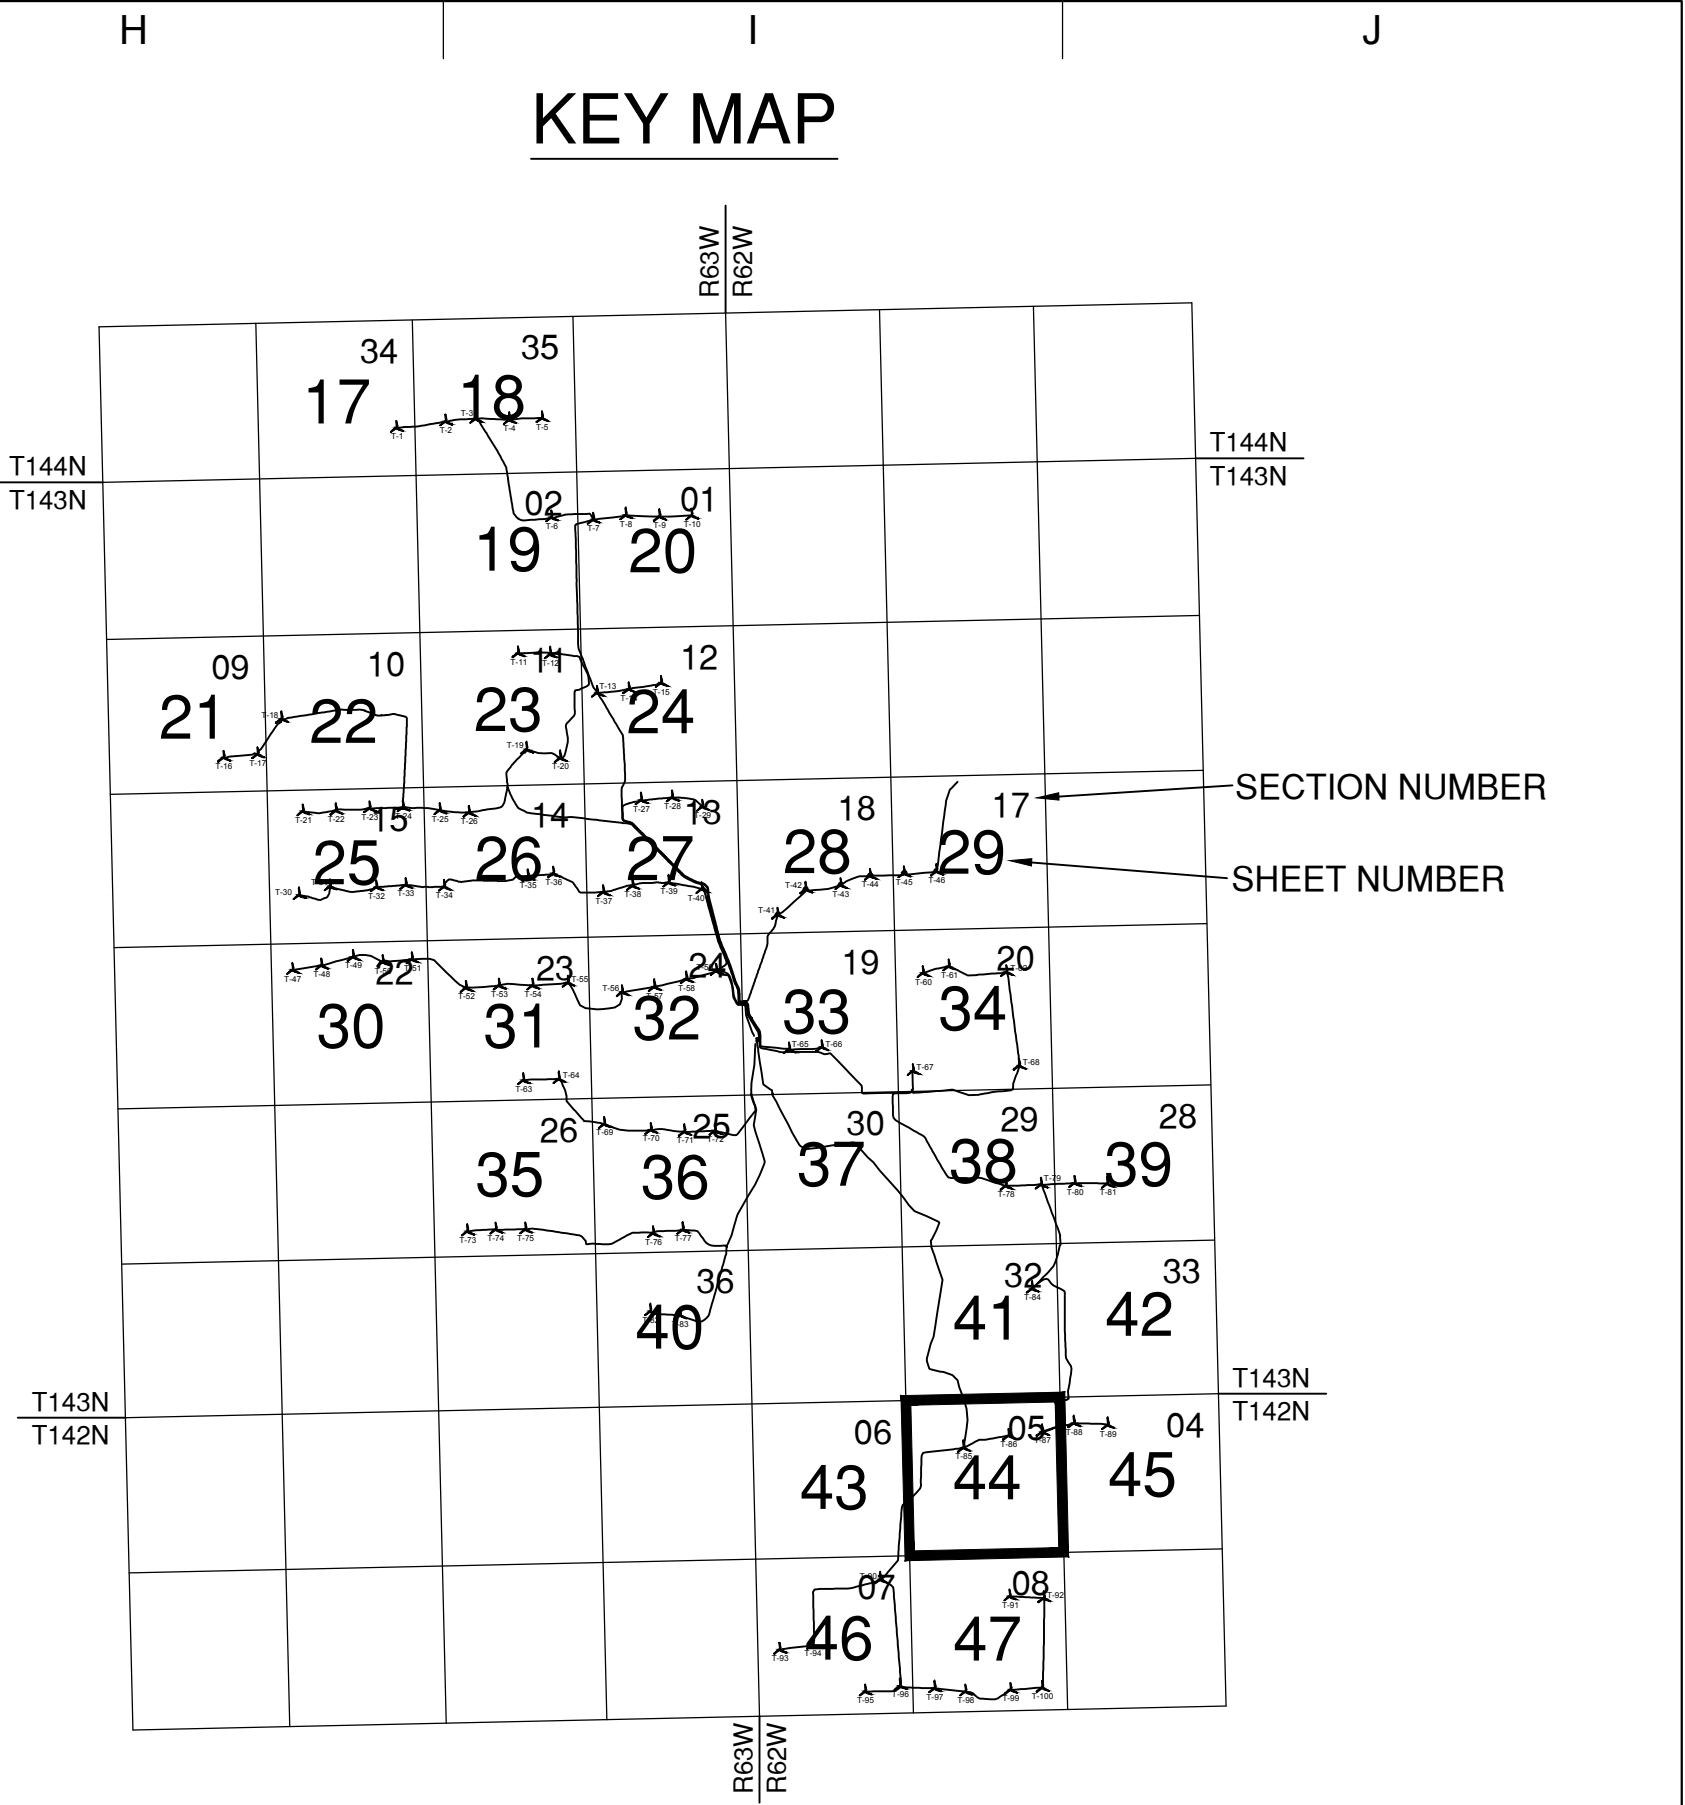 H I J
KEY MAP
R63W
R62W
34 35
17 18
T-1 T-2 T-3 T-4 T-5
T144N T144N
T143N T143N
02 01
T-6 T-7 T-8 T-9 T-10
19 20
09 10 11 12
T-11 T-12 T-13 T-15
21 22 23 24
T-16 T-17 T-18 T-19 T-20
15 14 13 18 17
SECTION NUMBER
T-21 T-22 T-23 T-24 T-25 T-26 T-27 T-28 T-29
25 26 27 28 29
SHEET NUMBER
T-30 T-32 T-33 T-34 T-35 T-36 T-37 T-38 T-39 T-40 T-41 T-42 T-43 T-44 T-45 T-46
22 23 24 19 20
T-47 T-48 T-49 T-50 T-51 T-52 T-53 T-54 T-55 T-56 T-57 T-58 T-60 T-61
30 31 32 33 34
T-63 T-64 T-65 T-66 T-67 T-68
26 25 30 29 28
T-69 T-70 T-71 T-72
35 36 37 38 39
T-78 T-79 T-80 T-81
T-73 T-74 T-75 T-76 T-77
36 32 33
T-83 T-84
40 41 42
T143N T143N
T142N T142N
06 05 04
T-85 T-86 T-87 T-88 T-89
43 44 45
07 08
T-90 T-91 T-92
46 47
T-93 T-94
T-95 T-96 T-97 T-98 T-99 T-100
R63W
R62W